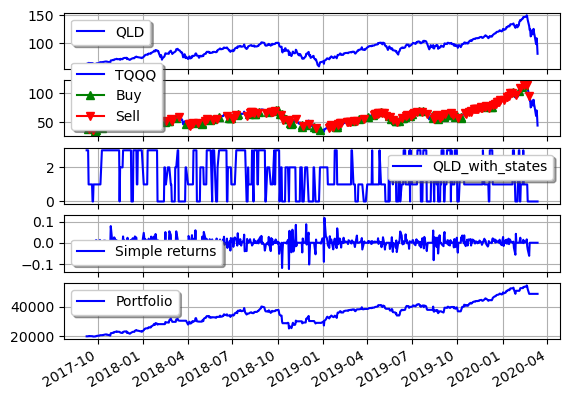 150
100
QLD
100
50
TQQQ
Buy
Sell
2
0
QLD_with_states
0.1
0.0
−0.1
Simple returns
40000
20000
Portfolio
2017-10 2018-01 2018-04 2018-07 2018-10 2019-01 2019-04 2019-07 2019-10 2020-01 2020-04